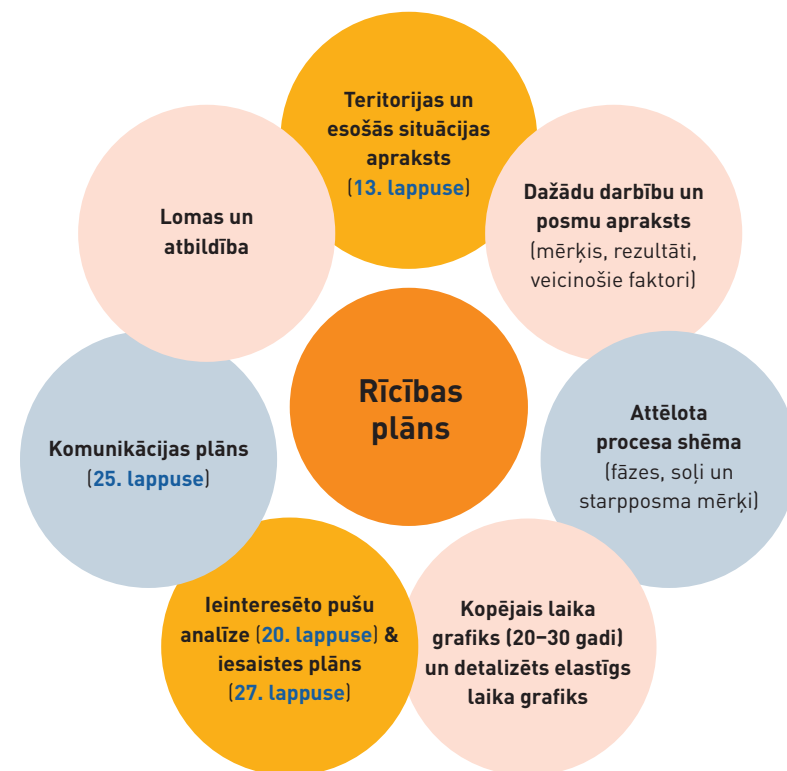 Teritorijas un
esošās situācijas
apraksts
(13. lappuse)
Dažādu darbību un
posmu apraksts
(mērķis, rezultāti,
veicinošie faktori)
Attēlota
procesa shēma
(fāzes, soļi un
starpposma mērķi)
Kopējais laika
grafiks (20–30 gadi)
un detalizēts elastīgs
laika grafiks
Ieinteresēto pušu
analīze (20. lappuse) &
iesaistes plāns
(27. lappuse)
Komunikācijas plāns
(25. lappuse)
Lomas un
atbildība
Rīcības
plāns